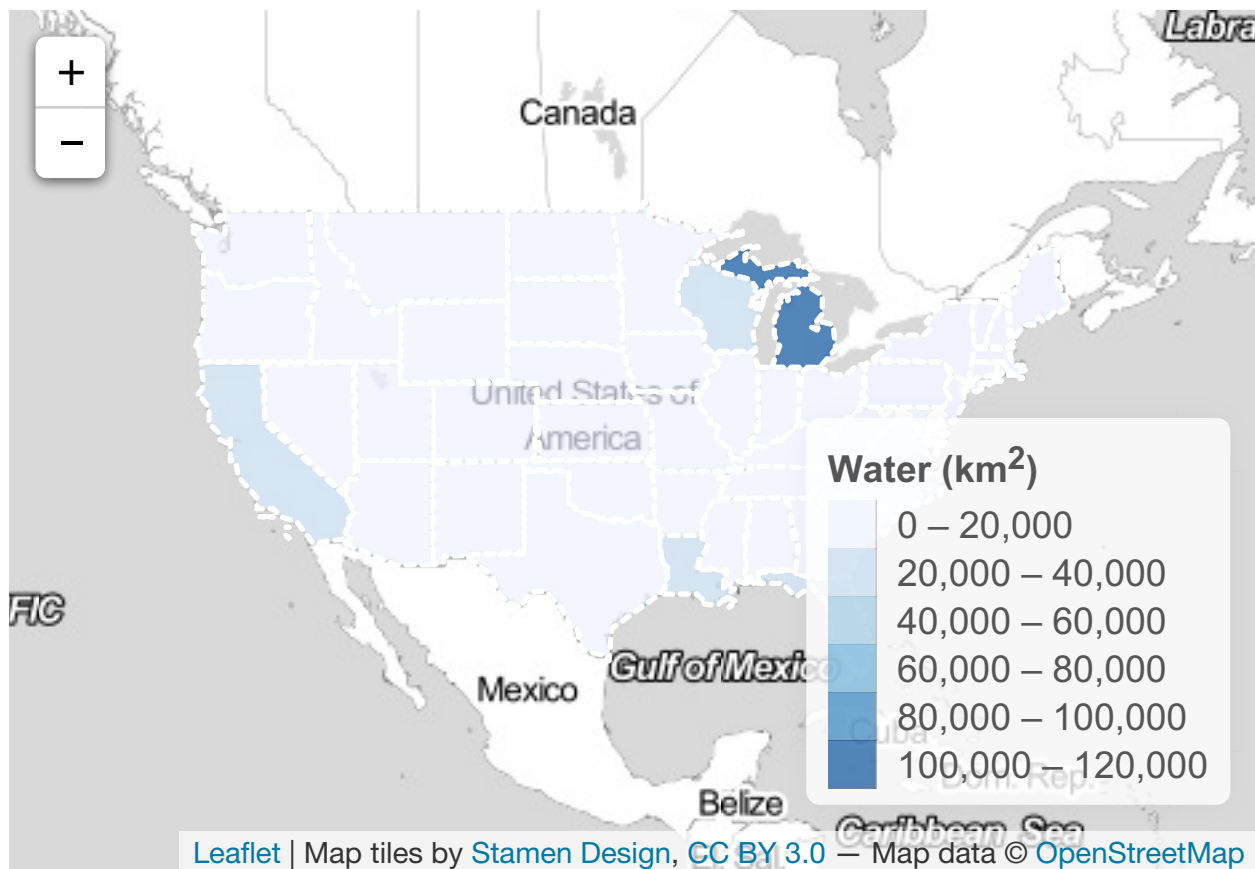 Labra
+
−
Canada
United States of
America
Water (km²)
0 – 20,000
20,000 – 40,000
40,000 – 60,000
60,000 – 80,000
80,000 – 100,000
100,000 – 120,000
FIC
Gulf of Mexico
Mexico
Cuba
Dom. Rep.
Belize
Caribbean Sea
El Sal.
Leaflet | Map tiles by Stamen Design, CC BY 3.0 — Map data © OpenStreetMap